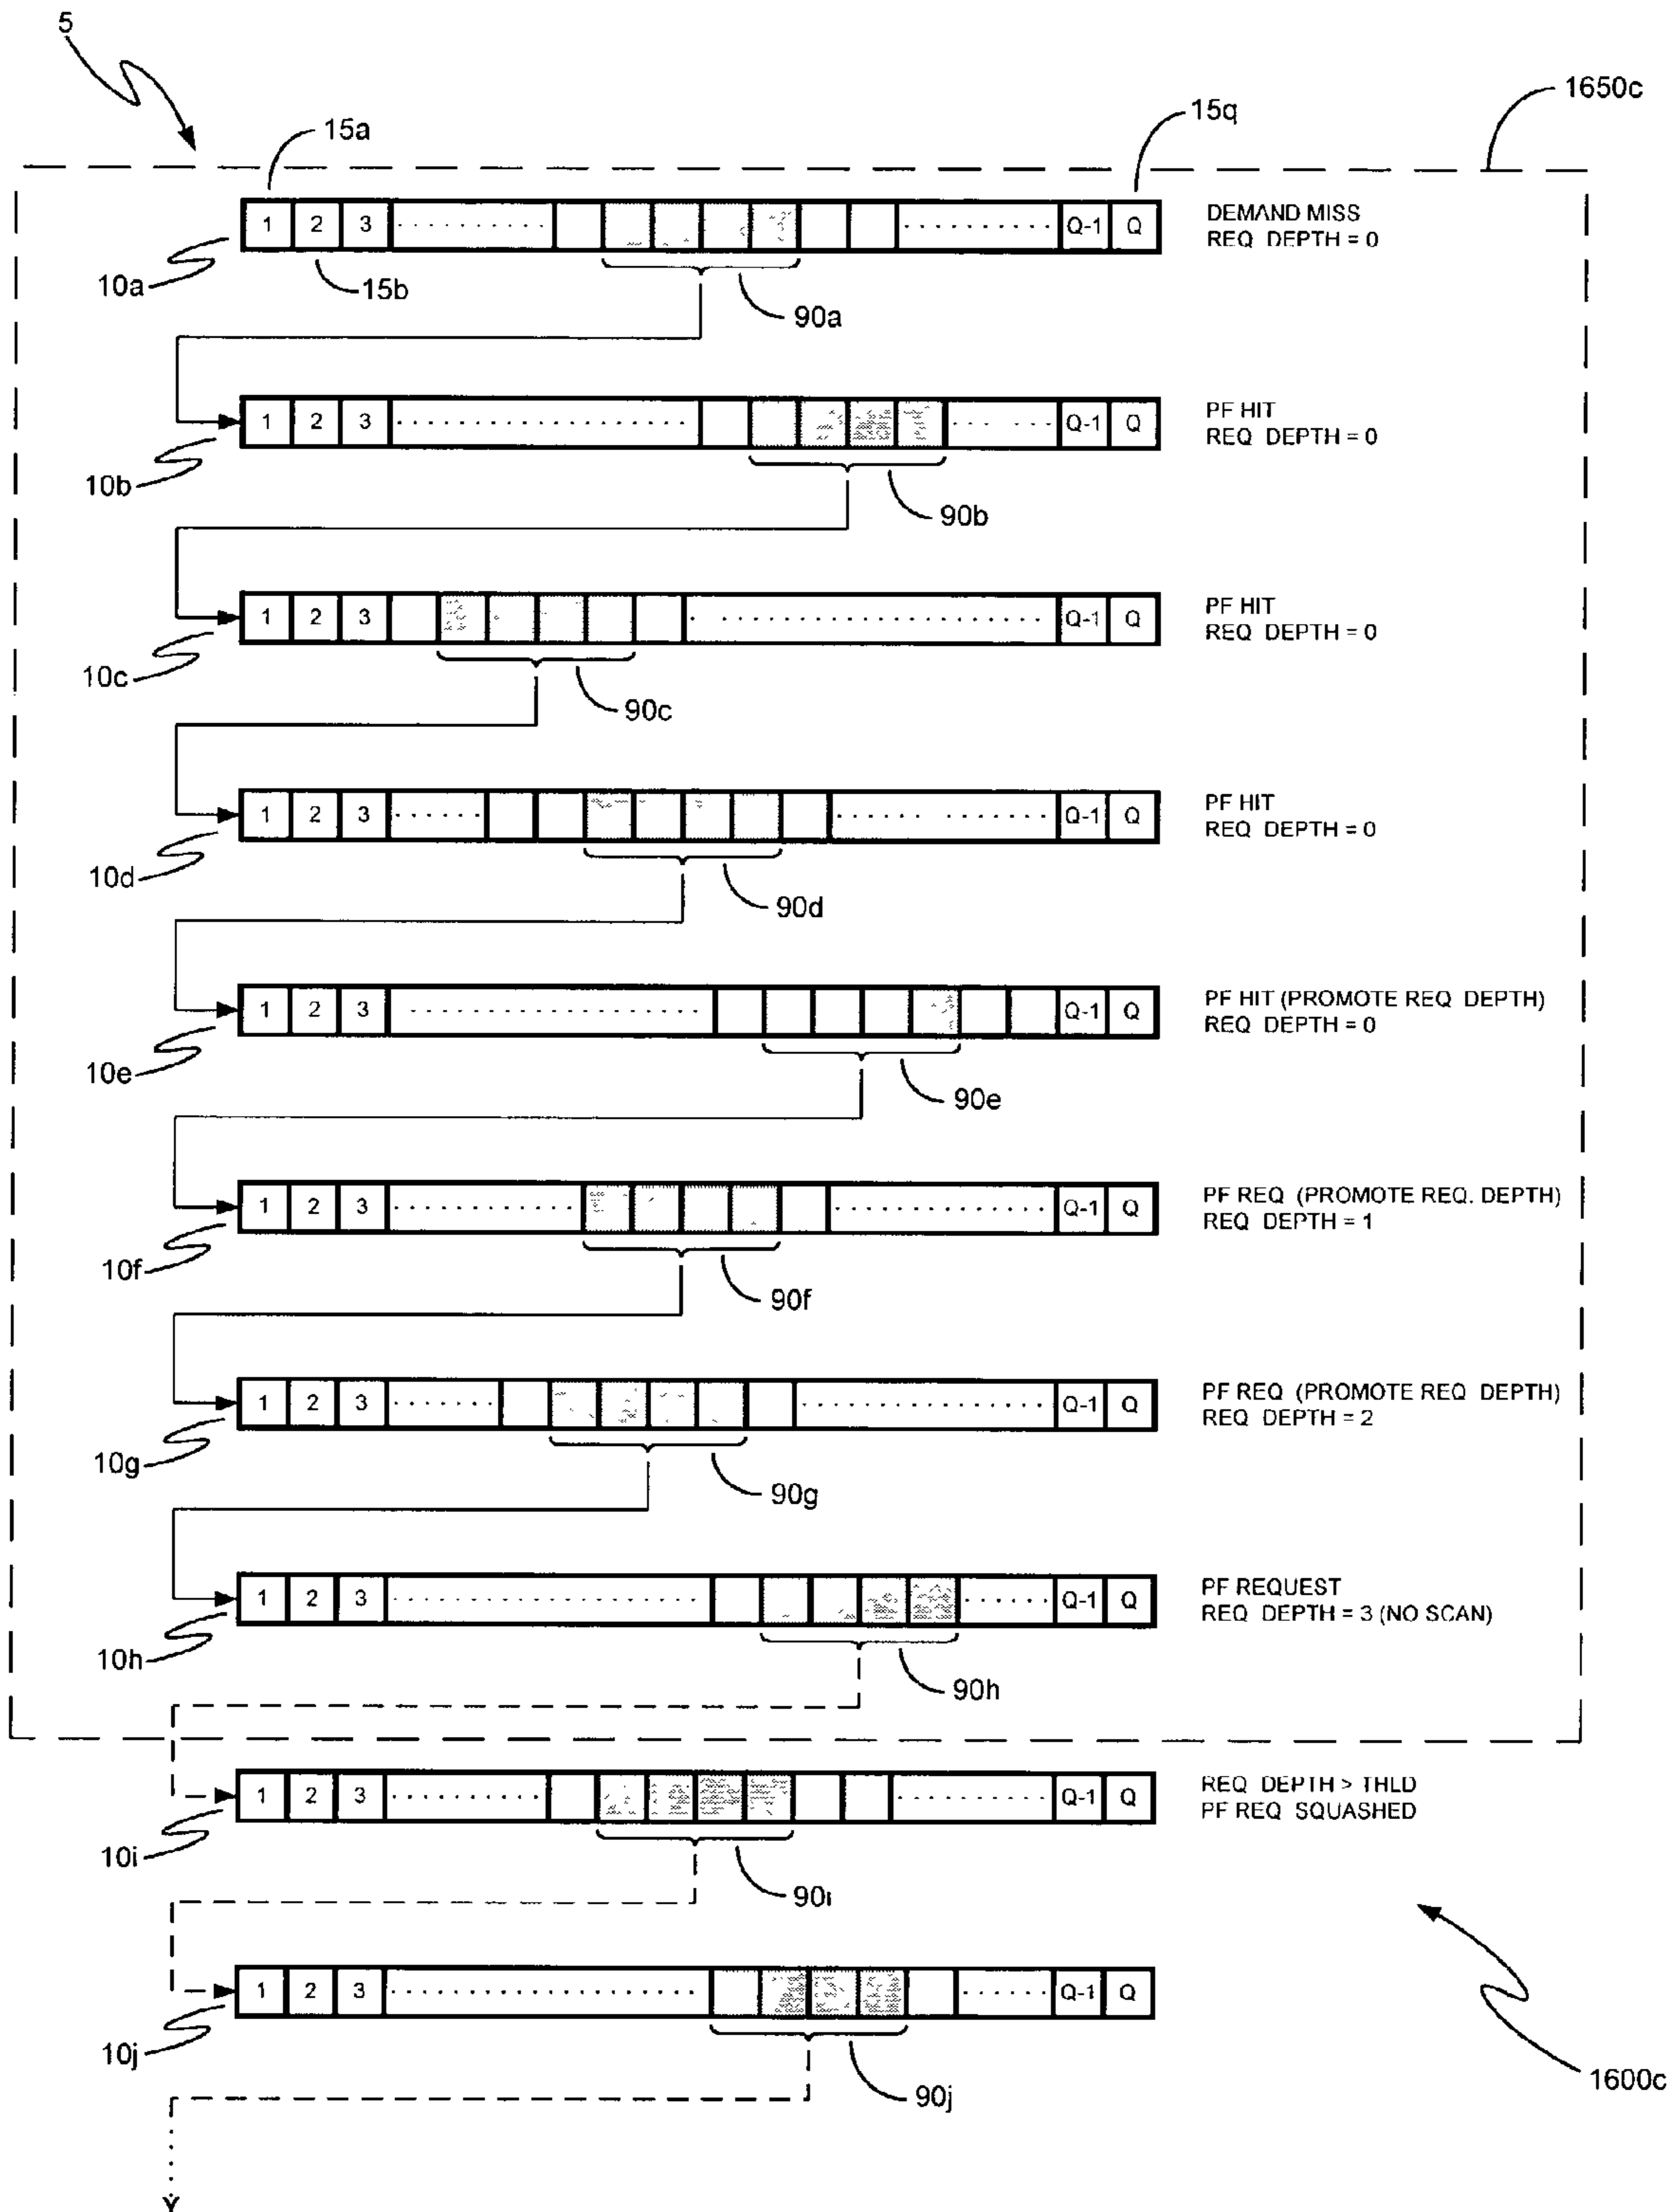 5
1650c
15a
15q
1 2 3 Q-1 Q
DEMAND MISS
REQ DEPTH = 0
10a
15b
90a
1 2 3 Q-1 Q
PF HIT
REQ DEPTH = 0
10b
90b
1 2 3 Q-1 Q
PF HIT
REQ DEPTH = 0
10c
90c
1 2 3 Q-1 Q
PF HIT
REQ DEPTH = 0
10d
90d
1 2 3 Q-1 Q
PF HIT (PROMOTE REQ DEPTH)
REQ DEPTH = 0
10e
90e
1 2 3 Q-1 Q
PF REQ (PROMOTE REQ. DEPTH)
REQ DEPTH = 1
10f
90f
1 2 3 Q-1 Q
PF REQ (PROMOTE REQ DEPTH)
REQ DEPTH = 2
10g
90g
1 2 3 Q-1 Q
PF REQUEST
REQ DEPTH = 3 (NO SCAN)
10h
90h
1 2 3 Q-1 Q
REQ DEPTH > THLD
PF REQ SQUASHED
10i
90i
1 2 3 Q-1 Q
10j
90j
1600c